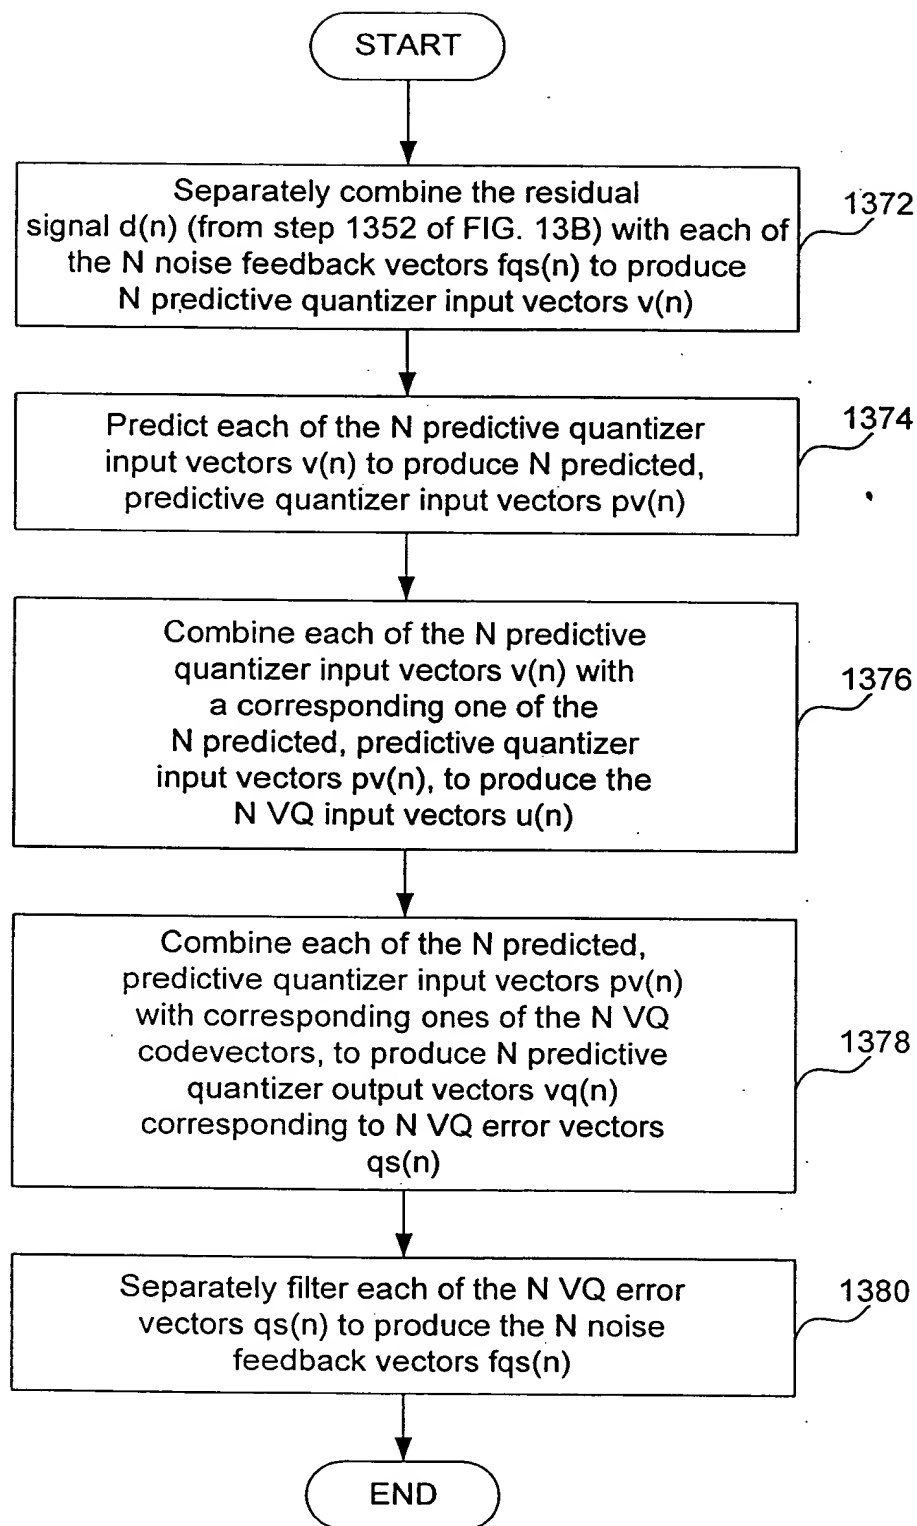 START
Separately combine the residual
signal d(n) (from step 1352 of FIG. 13B) with each of
the N noise feedback vectors fqs(n) to produce
N predictive quantizer input vectors v(n)
1372
Predict each of the N predictive quantizer
input vectors v(n) to produce N predicted,
predictive quantizer input vectors pv(n)
1374
Combine each of the N predictive
quantizer input vectors v(n) with
a corresponding one of the
N predicted, predictive quantizer
input vectors pv(n), to produce the
N VQ input vectors u(n)
1376
Combine each of the N predicted,
predictive quantizer input vectors pv(n)
with corresponding ones of the N VQ
codevectors, to produce N predictive
quantizer output vectors vq(n)
corresponding to N VQ error vectors
qs(n)
1378
Separately filter each of the N VQ error
vectors qs(n) to produce the N noise
feedback vectors fqs(n)
1380
END